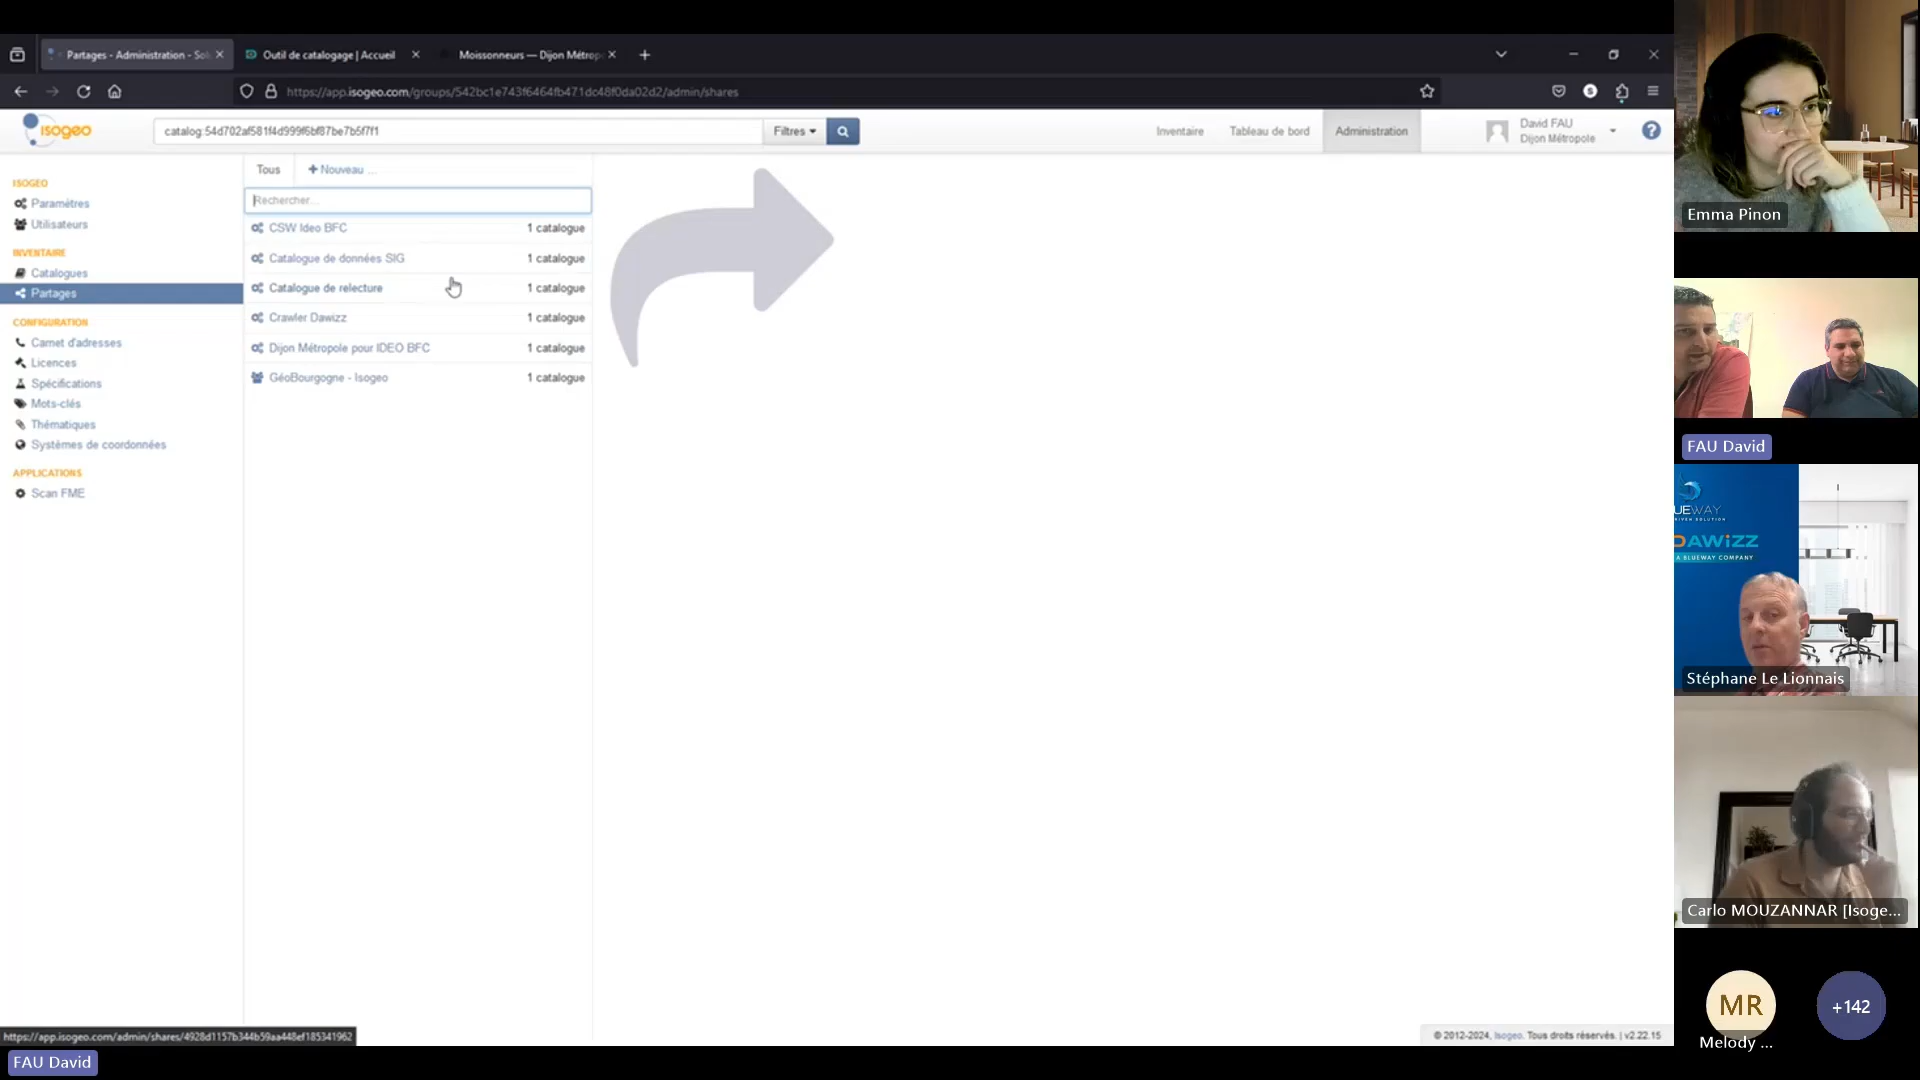 Partages - Administration - Sol
Outil de catalogage | Accueil
Moissonneurs — Dijon Métrop
https://app.isogeo.com/groups/542bc1e743f6464fb471dc48f0da02d2/admin/shares
isogeo
catalog:54d702af581f4d999f6bf87be7b5f7f1
Filtres
Inventaire
Tableau de bord
Administration
David FAU
Dijon Métropole
?
ISOGEO
Paramètres
Utilisateurs
INVENTAIRE
Catalogues
Partages
CONFIGURATION
Carnet d'adresses
Licences
Spécifications
Mots-clés
Thématiques
Systèmes de coordonnées
APPLICATIONS
Scan FME
Tous
+ Nouveau ...
Rechercher...
CSW Ideo BFC 1 catalogue
Catalogue de données SIG 1 catalogue
Catalogue de relecture 1 catalogue
Crawler Dawizz 1 catalogue
Dijon Métropole pour IDEO BFC 1 catalogue
GéoBourgogne - Isogeo 1 catalogue
https://app.isogeo.com/admin/shares/4928d1157b344b59aa448ef185341962
© 2012-2024, Isogeo. Tous droits réservés. | v2.22.15
FAU David
Emma Pinon
FAU David
UEWAY
RIVEN SOLUTION
DAWIZZ
A BLUEWAY COMPANY
Stéphane Le Lionnais
Carlo MOUZANNAR [Isoge...
MR
Melody ...
+142